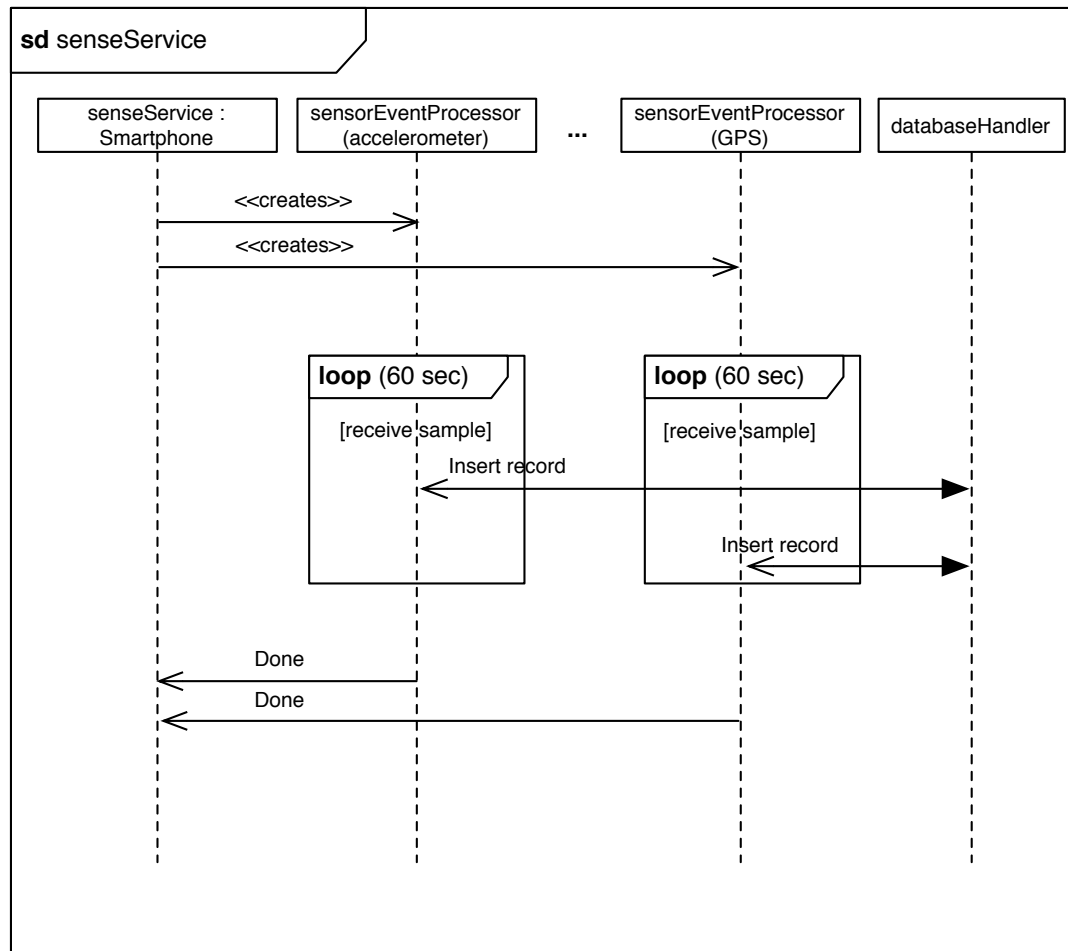 sd senseService
senseService :
Smartphone
sensorEventProcessor
(accelerometer)
...
sensorEventProcessor
(GPS)
databaseHandler
<<creates>>
<<creates>>
loop (60 sec)
loop (60 sec)
[receive sample]
[receive sample]
Insert record
Insert record
Done
Done